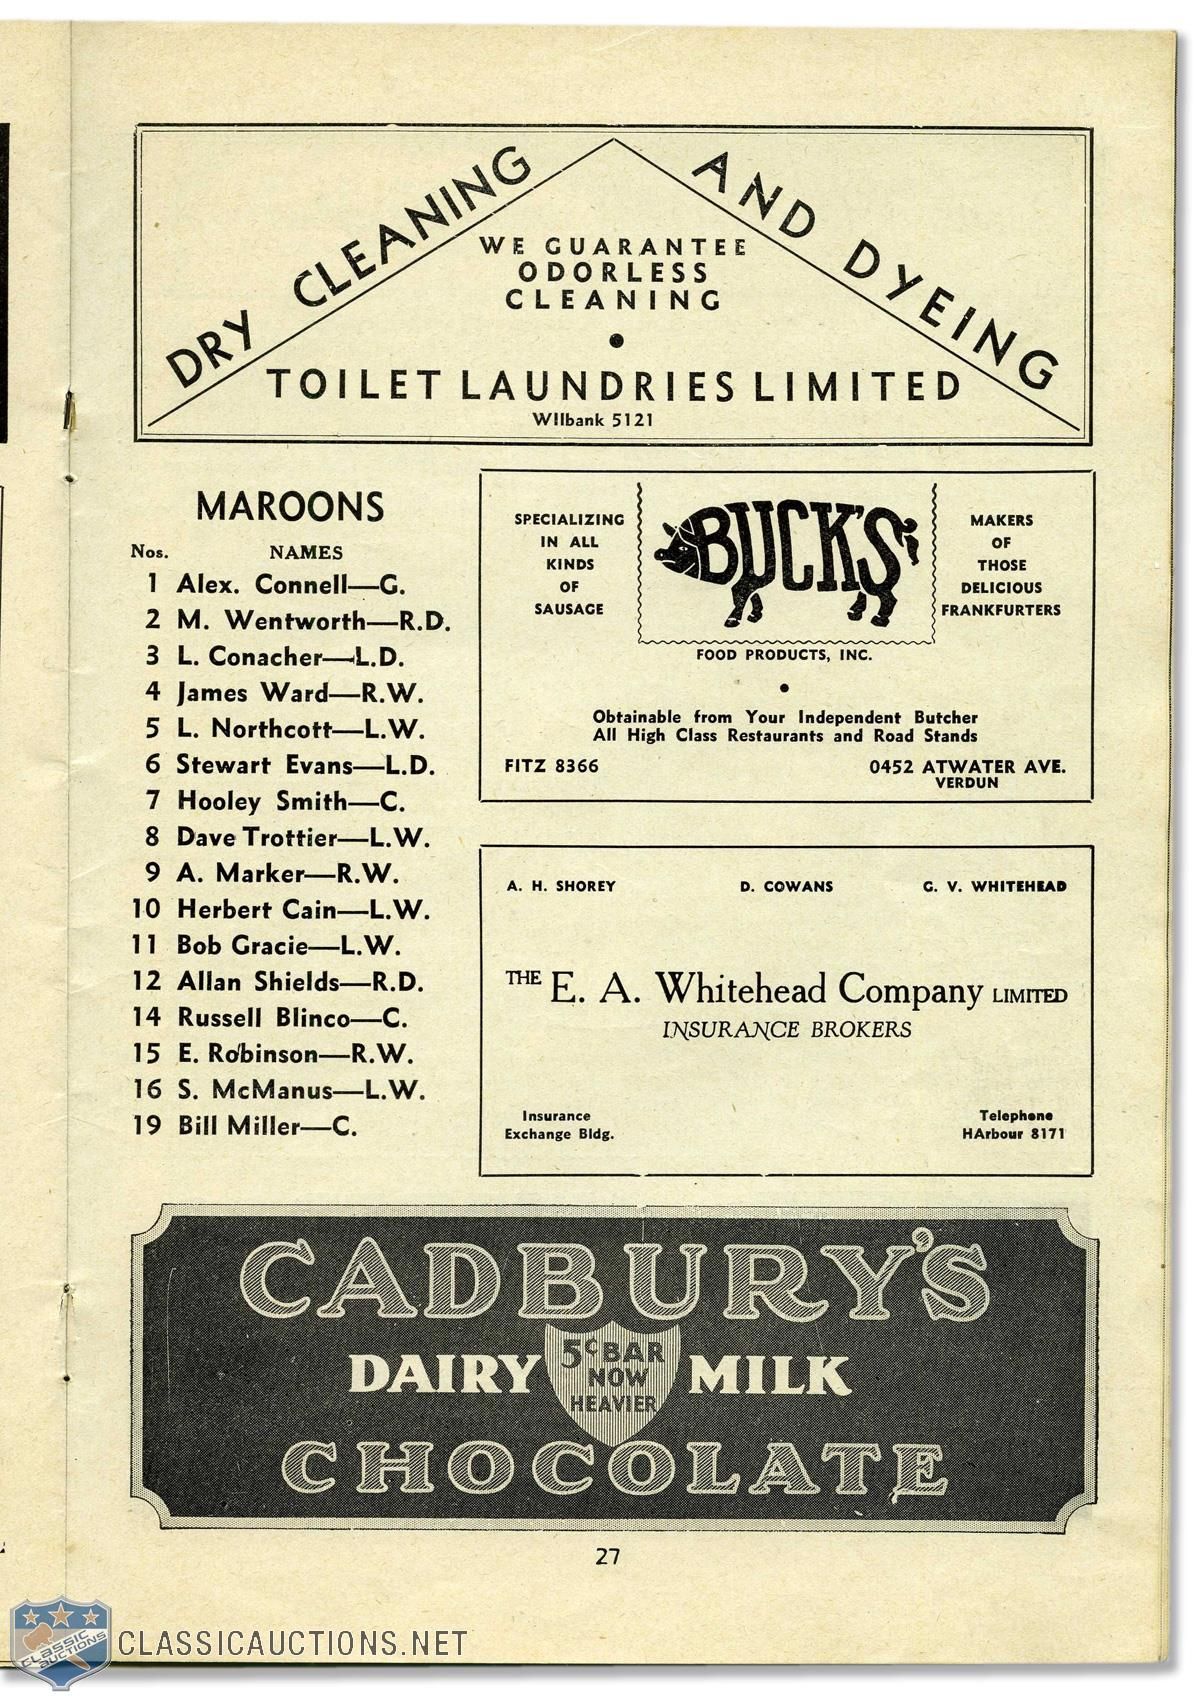 DRY CLEANING AND DYEING
WE GUARANTEE
ODORLESS
CLEANING
TOILET LAUNDRIES LIMITED
WIlbank 5121
MAROONS
Nos. NAMES
1 Alex. Connell—G.
2 M. Wentworth—R.D.
3 L. Conacher—L.D.
4 James Ward—R.W.
5 L. Northcott—L.W.
6 Stewart Evans—L.D.
7 Hooley Smith—C.
8 Dave Trottier—L.W.
9 A. Marker—R.W.
10 Herbert Cain—L.W.
11 Bob Gracie—L.W.
12 Allan Shields—R.D.
14 Russell Blinco—C.
15 E. Robinson—R.W.
16 S. McManus—L.W.
19 Bill Miller—C.
SPECIALIZING
IN ALL
KINDS
OF
SAUSAGE
BUCK'S
MAKERS
OF
THOSE
DELICIOUS
FRANKFURTERS
FOOD PRODUCTS, INC.
Obtainable from Your Independent Butcher
All High Class Restaurants and Road Stands
FITZ 8366 0452 ATWATER AVE.
VERDUN
A. H. SHOREY D. COWANS G. V. WHITEHEAD
THE E. A. Whitehead Company LIMITED
INSURANCE BROKERS
Insurance
Exchange Bldg.
Telephone
HArbour 8171
CADBURY'S
DAIRY MILK
5¢ BAR
NOW
HEAVIER
CHOCOLATE
27
CLASSIC
AUCTIONS
CLASSICAUCTIONS.NET